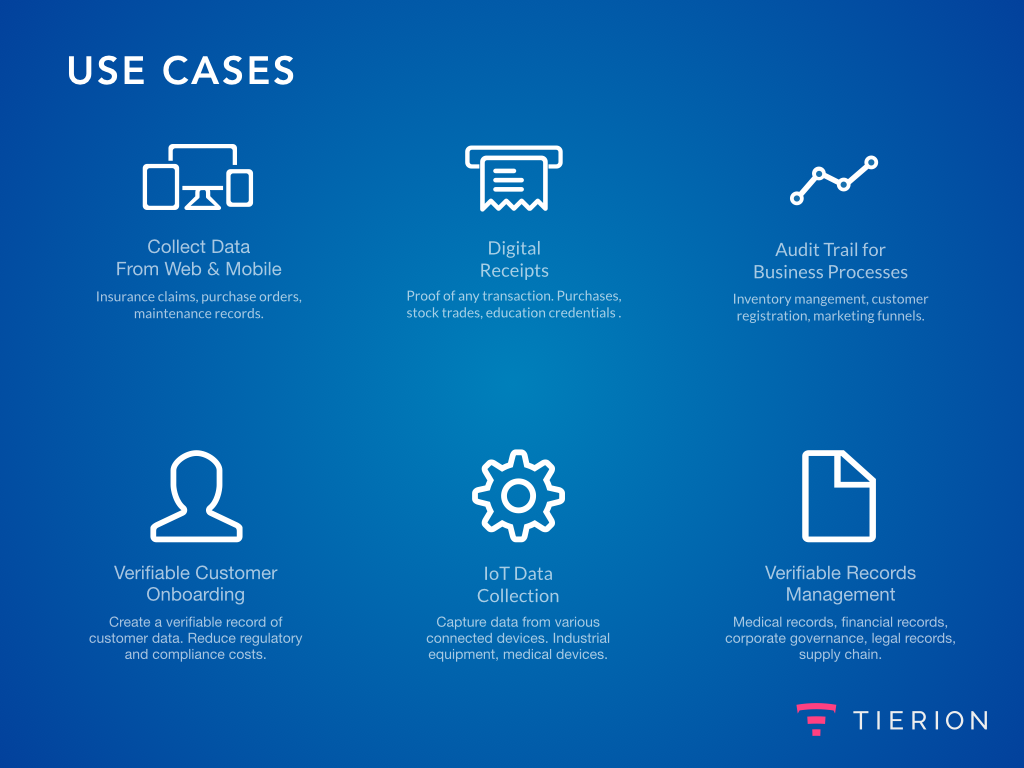 USE CASES
Collect Data
From Web & Mobile
Insurance claims, purchase orders,
maintenance records.
Digital
Receipts
Proof of any transaction. Purchases,
stock trades, education credentials .
Audit Trail for
Business Processes
Inventory mangement, customer
registration, marketing funnels.
Verifiable Customer
Onboarding
Create a verifiable record of
customer data. Reduce regulatory
and compliance costs.
IoT Data
Collection
Capture data from various
connected devices. Industrial
equipment, medical devices.
Verifiable Records
Management
Medical records, financial records,
corporate governance, legal records,
supply chain.
TIERION